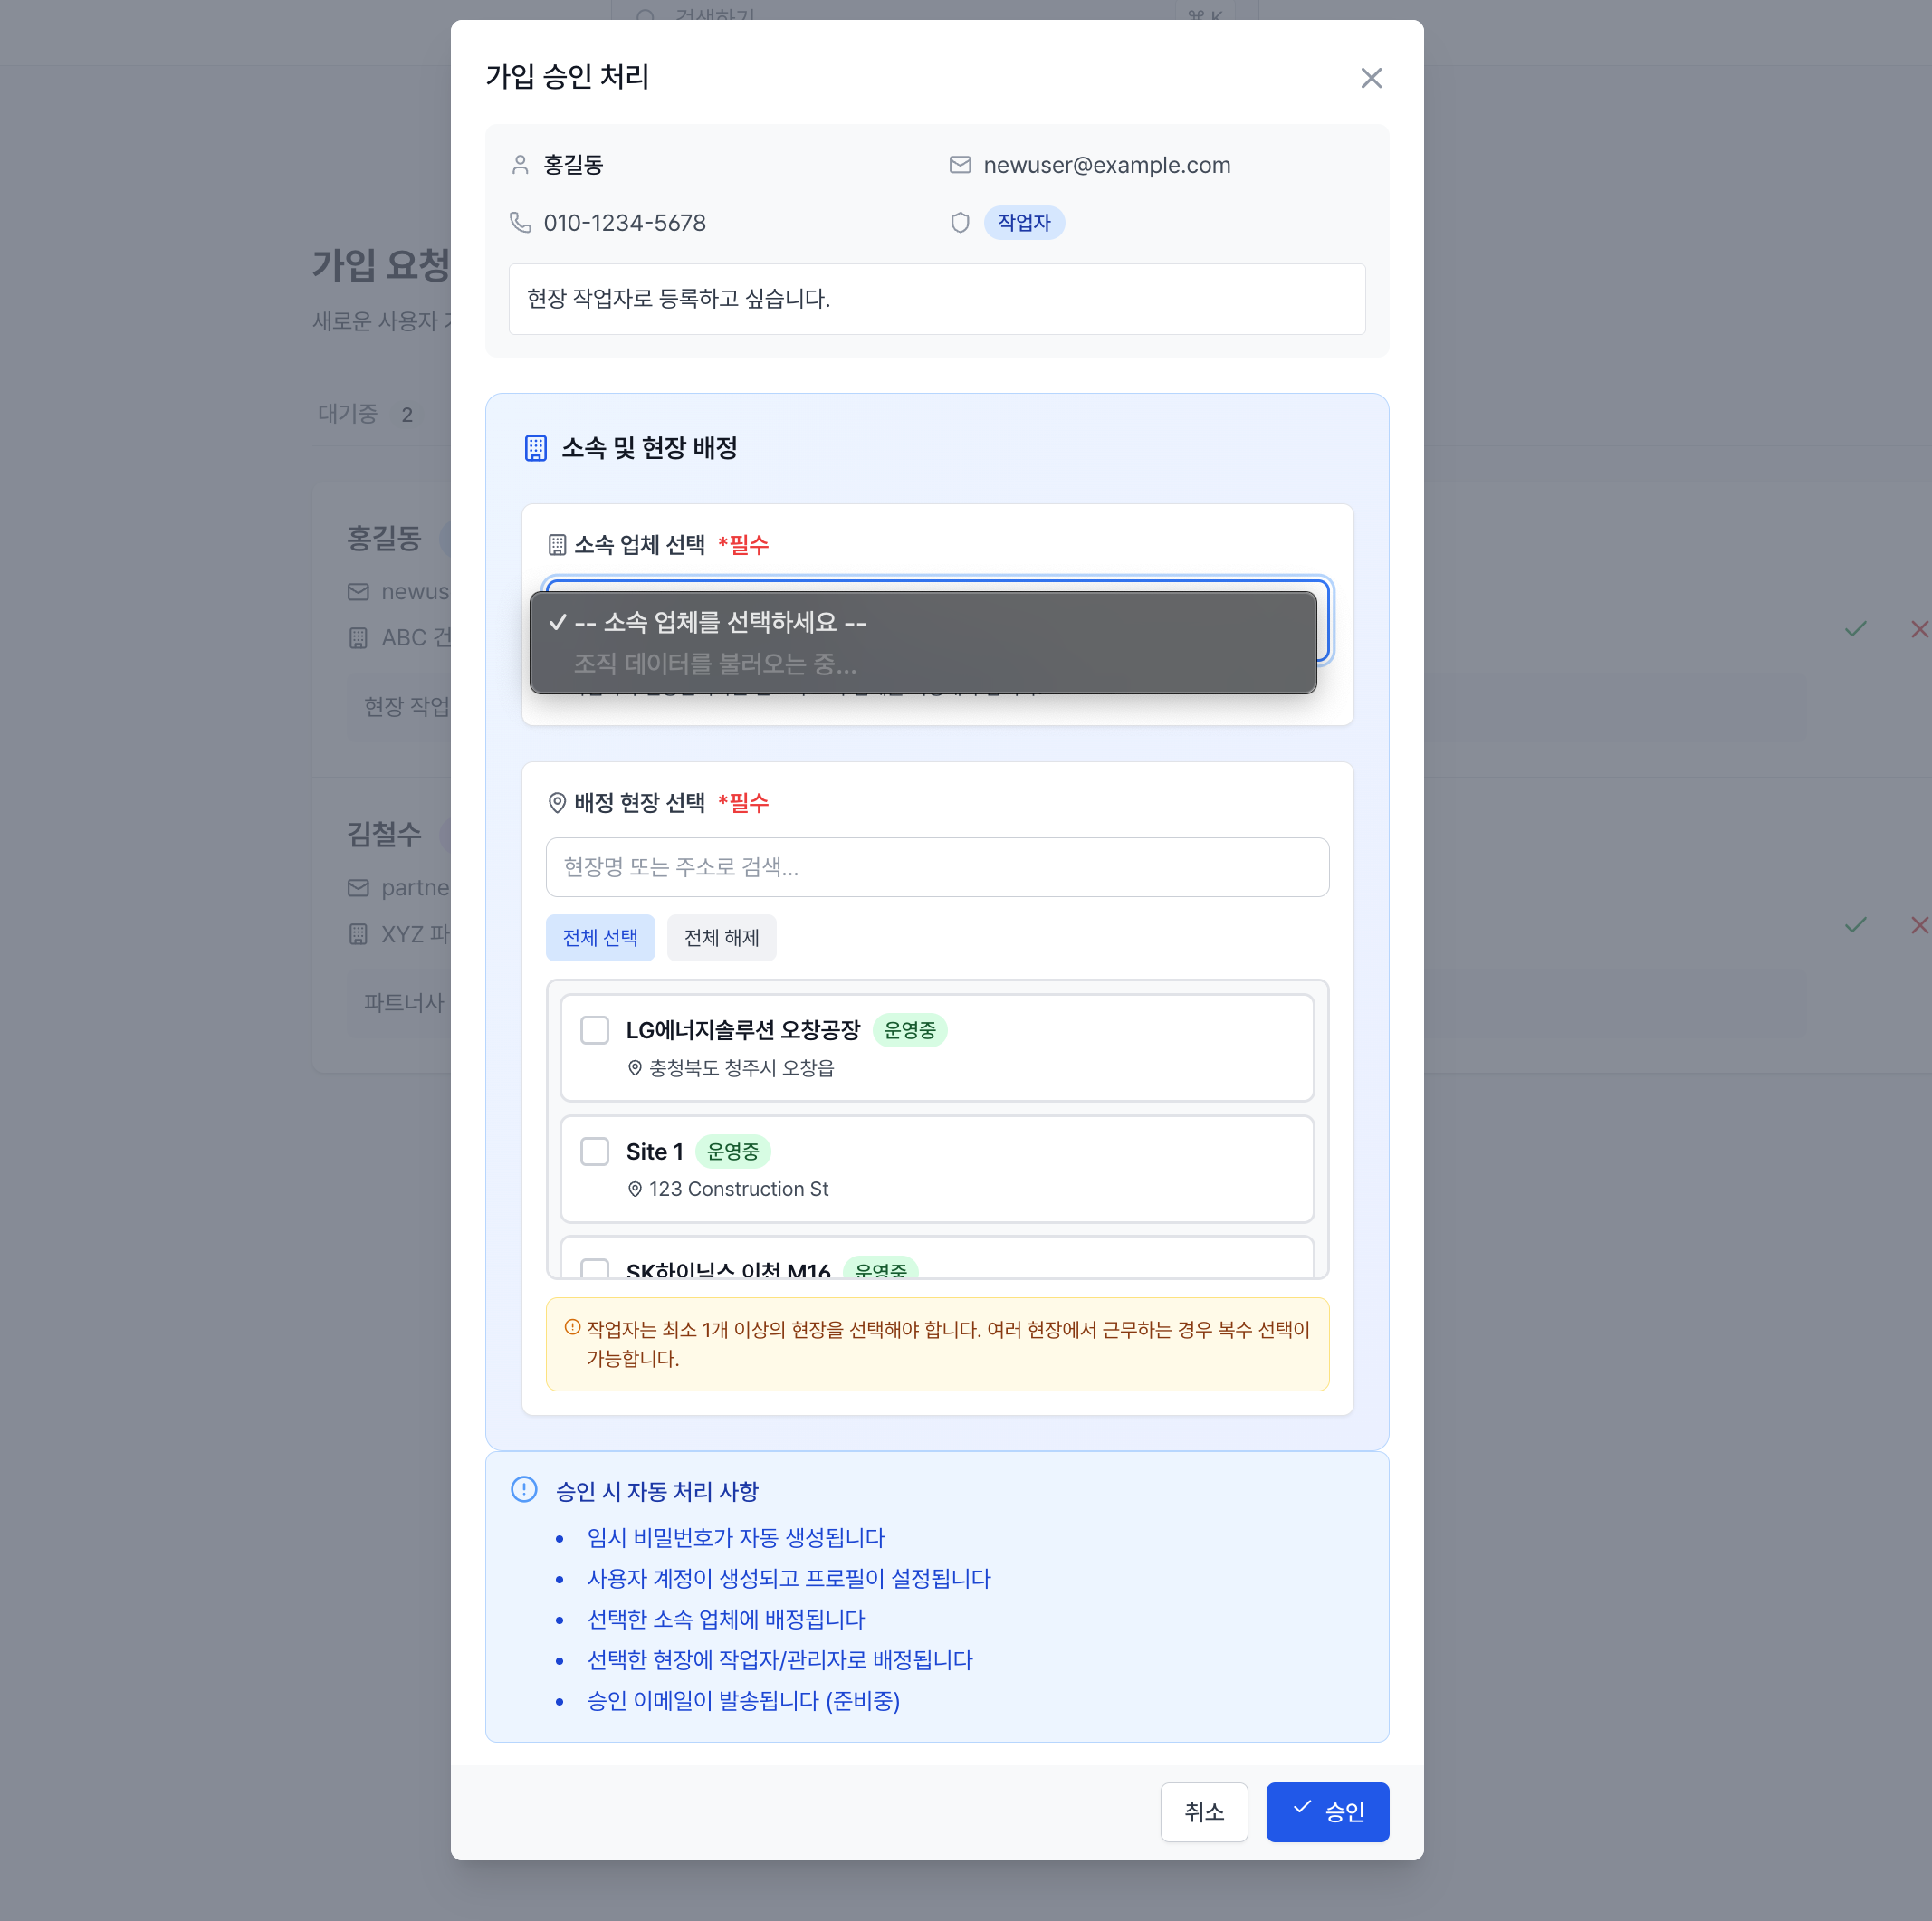 검색하기 ⌘ K
가입 승인 처리
홍길동
newuser@example.com
010-1234-5678
작업자
현장 작업자로 등록하고 싶습니다.
가입 요청
새로운 사용자
대기중 2
홍길동
newus
ABC 건
현장 작업
김철수
partne
XYZ 파
파트너사
소속 및 현장 배정
소속 업체 선택 *필수
✓ -- 소속 업체를 선택하세요 --
조직 데이터를 불러오는 중...
배정 현장 선택 *필수
현장명 또는 주소로 검색...
전체 선택
전체 해제
LG에너지솔루션 오창공장 운영중
충청북도 청주시 오창읍
Site 1 운영중
123 Construction St
SK하이닉스 이천 M16 운영중
작업자는 최소 1개 이상의 현장을 선택해야 합니다. 여러 현장에서 근무하는 경우 복수 선택이
가능합니다.
승인 시 자동 처리 사항
• 임시 비밀번호가 자동 생성됩니다
• 사용자 계정이 생성되고 프로필이 설정됩니다
• 선택한 소속 업체에 배정됩니다
• 선택한 현장에 작업자/관리자로 배정됩니다
• 승인 이메일이 발송됩니다 (준비중)
취소
승인